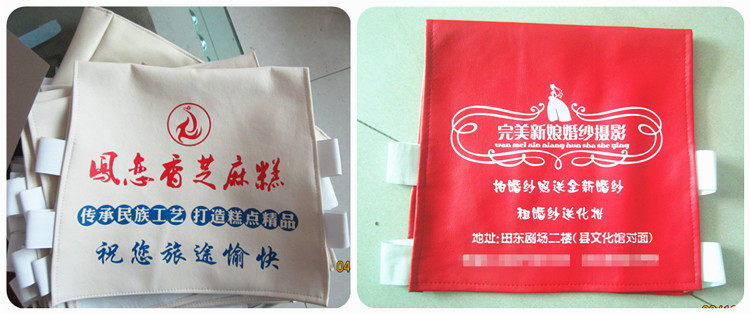 凤恋香芝麻糕
传承民族工艺 打造糕点精品
祝您旅途愉快
04
完美新娘婚纱摄影
wan mei xin niang hun sha she ying
拍婚纱照送全新婚纱
租婚纱送化妆
地址:田东剧场二楼(县文化馆对面)